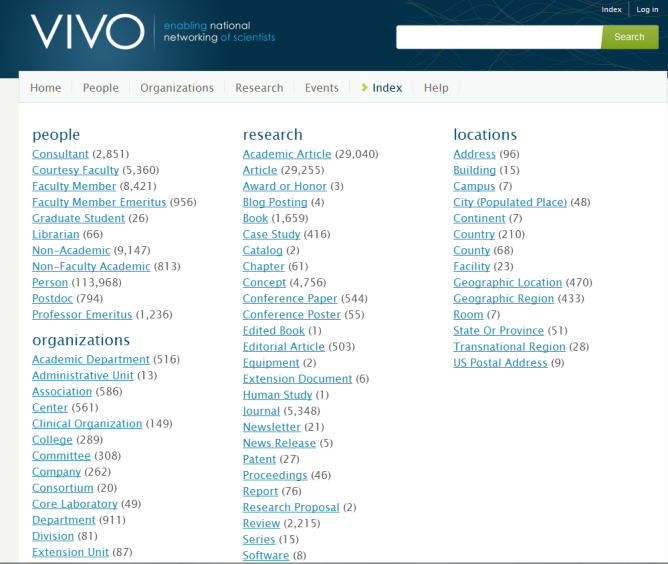 Index Log in
VIVO
enabling national
networking of scientists
Search
Home People Organizations Research Events Index Help
people
Consultant (2,851)
Courtesy Faculty (5,360)
Faculty Member (8,421)
Faculty Member Emeritus (956)
Graduate Student (26)
Librarian (66)
Non-Academic (9,147)
Non-Faculty Academic (813)
Person (113,968)
Postdoc (794)
Professor Emeritus (1,236)
organizations
Academic Department (516)
Administrative Unit (13)
Association (586)
Center (561)
Clinical Organization (149)
College (289)
Committee (308)
Company (262)
Consortium (20)
Core Laboratory (49)
Department (911)
Division (81)
Extension Unit (87)
research
Academic Article (29,040)
Article (29,255)
Award or Honor (3)
Blog Posting (4)
Book (1,659)
Case Study (416)
Catalog (2)
Chapter (61)
Concept (4,756)
Conference Paper (544)
Conference Poster (55)
Edited Book (1)
Editorial Article (503)
Equipment (2)
Extension Document (6)
Human Study (1)
Journal (5,348)
Newsletter (21)
News Release (5)
Patent (27)
Proceedings (46)
Report (76)
Research Proposal (2)
Review (2,215)
Series (15)
Software (8)
locations
Address (96)
Building (15)
Campus (7)
City (Populated Place) (48)
Continent (7)
Country (210)
County (68)
Facility (23)
Geographic Location (470)
Geographic Region (433)
Room (7)
State Or Province (51)
Transnational Region (28)
US Postal Address (9)